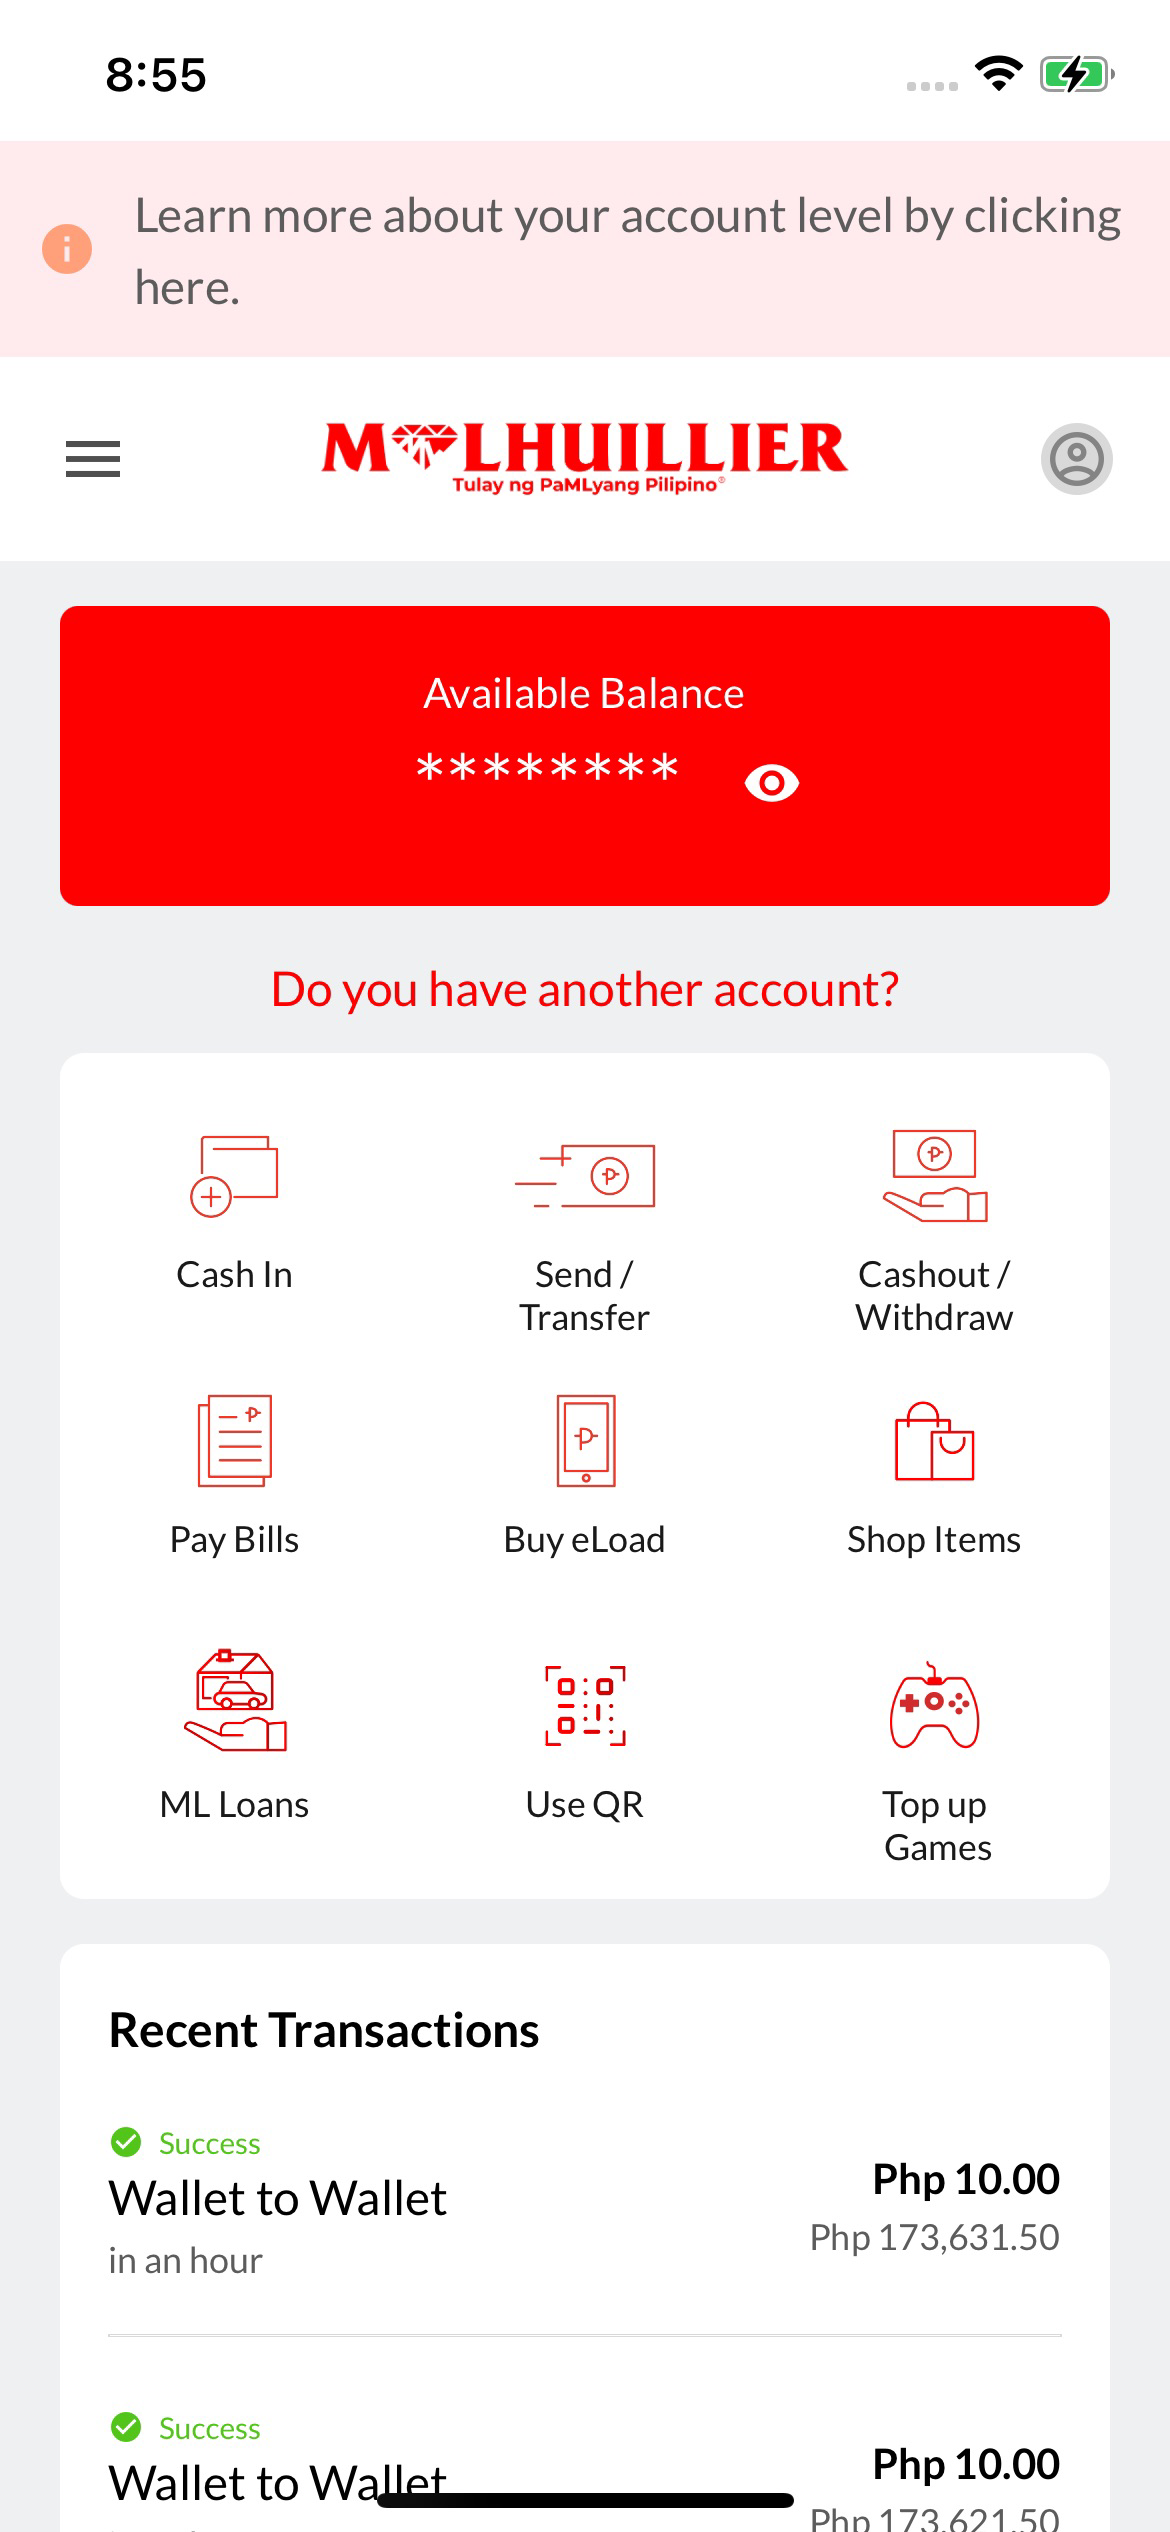 8:55
Learn more about your account level by clicking
here.
M LHUILLIER
Tulay ng PaMLyang Pilipino®
Available Balance
********
Do you have another account?
Cash In
Send /
Transfer
Cashout /
Withdraw
Pay Bills
Buy eLoad
Shop Items
ML Loans
Use QR
Top up
Games
Recent Transactions
Success
Wallet to Wallet
Php 10.00
in an hour
Php 173,631.50
Success
Wallet to Wallet
Php 10.00
Php 173,621.50